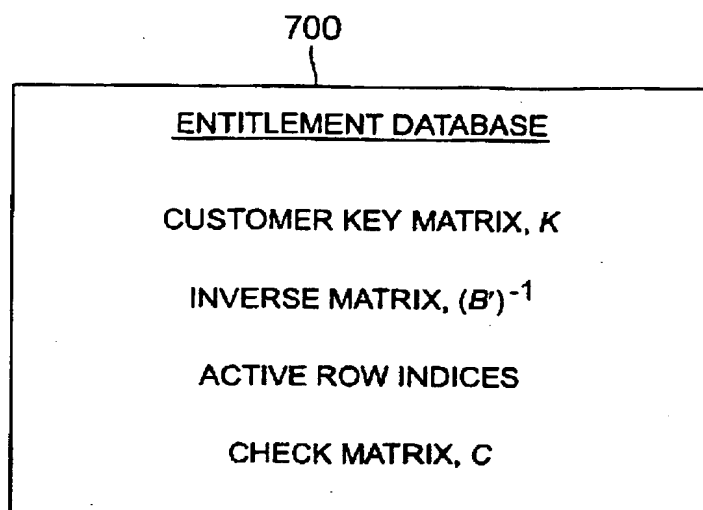 700
ENTITLEMENT DATABASE
CUSTOMER KEY MATRIX, K
INVERSE MATRIX, (B')⁻¹
ACTIVE ROW INDICES
CHECK MATRIX, C